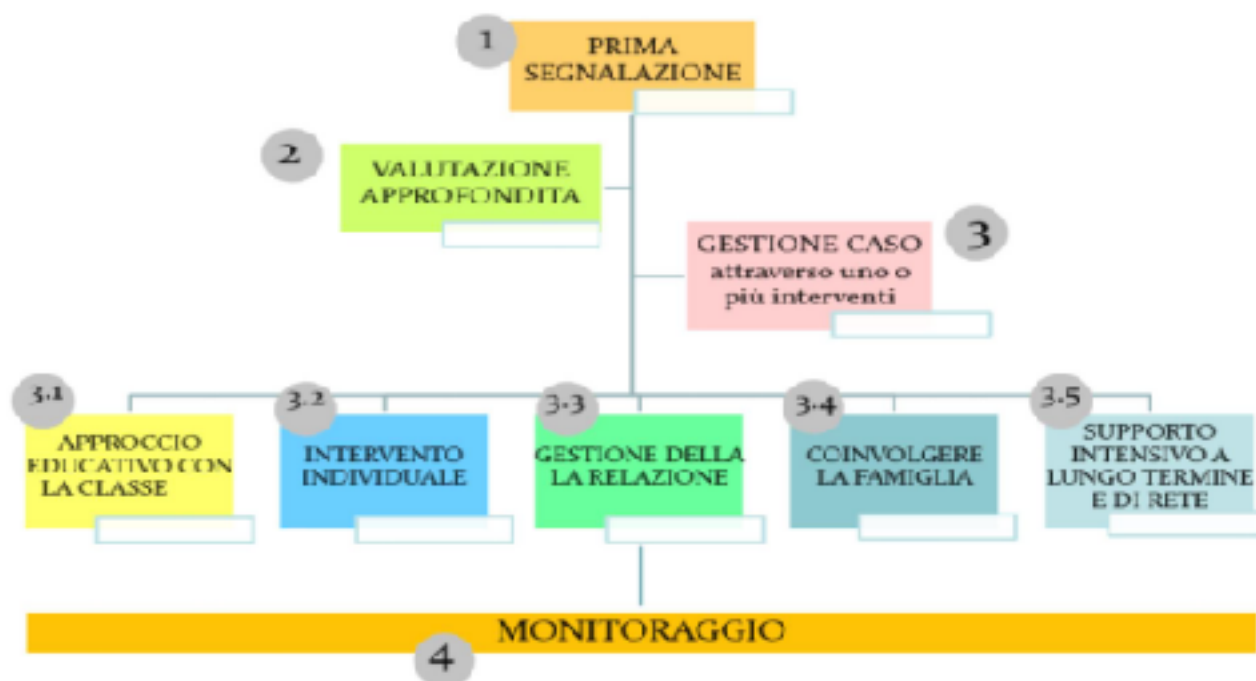 1
PRIMA
SEGNALAZIONE
2
VALUTAZIONE
APPROFONDITA
3
GESTIONE CASO
attraverso uno o
più interventi
3.1
APPROCCIO
EDUCATIVO CON
LA CLASSE
3.2
INTERVENTO
INDIVIDUALE
3.3
GESTIONE DELLA
LA RELAZIONE
3.4
COINVOLGERE
LA FAMIGLIA
3.5
SUPPORTO
INTENSIVO A
LUNGO TERMINE
E DI RETE
MONITORAGGIO
4